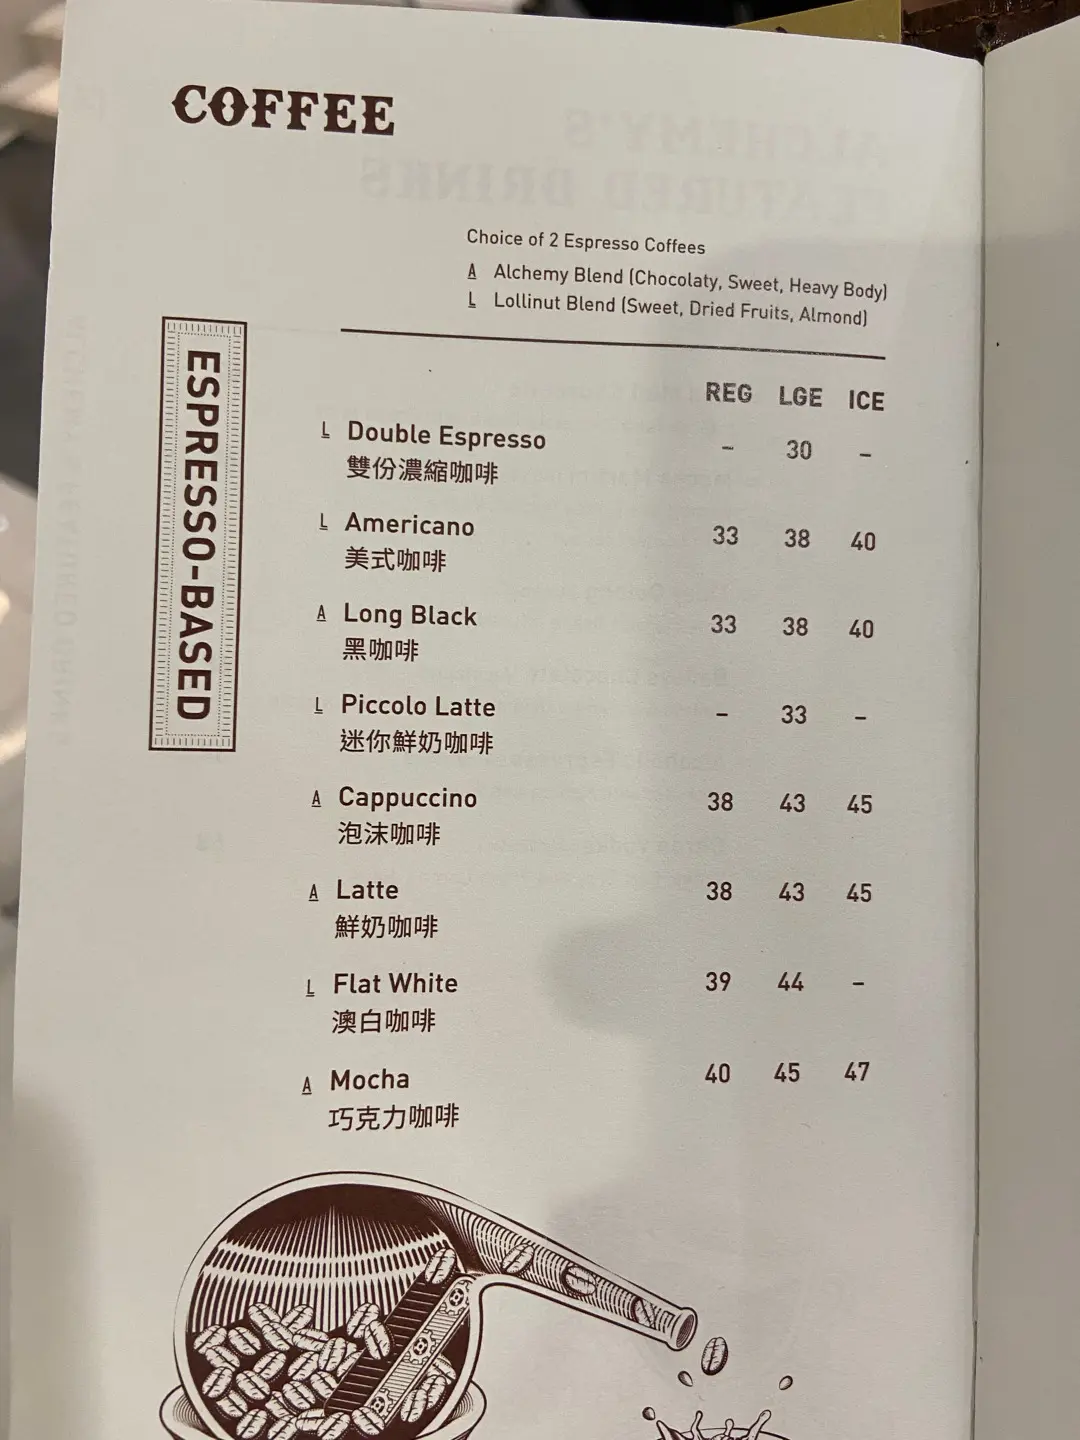 COFFEE
Choice of 2 Espresso Coffees
A Alchemy Blend (Chocolaty, Sweet, Heavy Body)
L Lollinut Blend (Sweet, Dried Fruits, Almond)
ESPRESSO-BASED
REG LGE ICE
L Double Espresso - 30 -
雙份濃縮咖啡
L Americano 33 38 40
美式咖啡
A Long Black 33 38 40
黑咖啡
L Piccolo Latte - 33 -
迷你鮮奶咖啡
A Cappuccino 38 43 45
泡沫咖啡
A Latte 38 43 45
鮮奶咖啡
L Flat White 39 44 -
澳白咖啡
A Mocha 40 45 47
巧克力咖啡